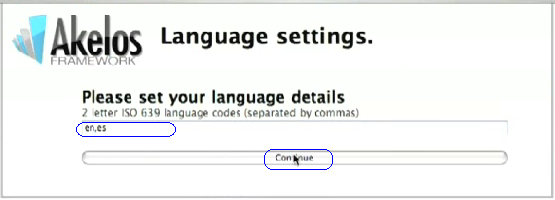 Akelos
FRAMEWORK
Language settings.
Please set your language details
2 letter ISO 639 language codes (separated by commas)
en,es
Continue